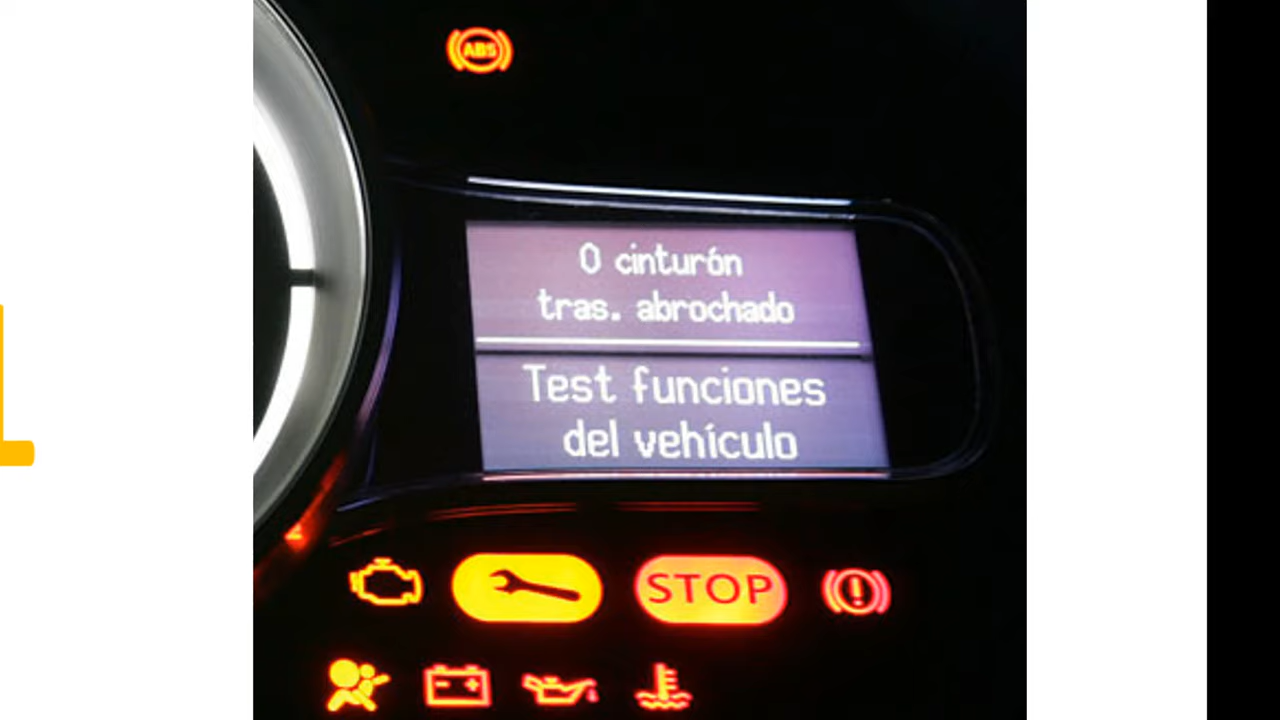 ABS
0 cinturón
tras. abrochado
Test funciones
del vehículo
STOP